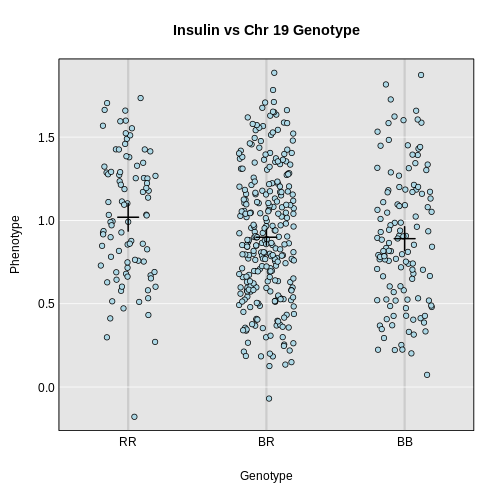 Insulin vs Chr 19 Genotype
Phenotype
1.5
1.0
0.5
0.0
RR BR BB
Genotype